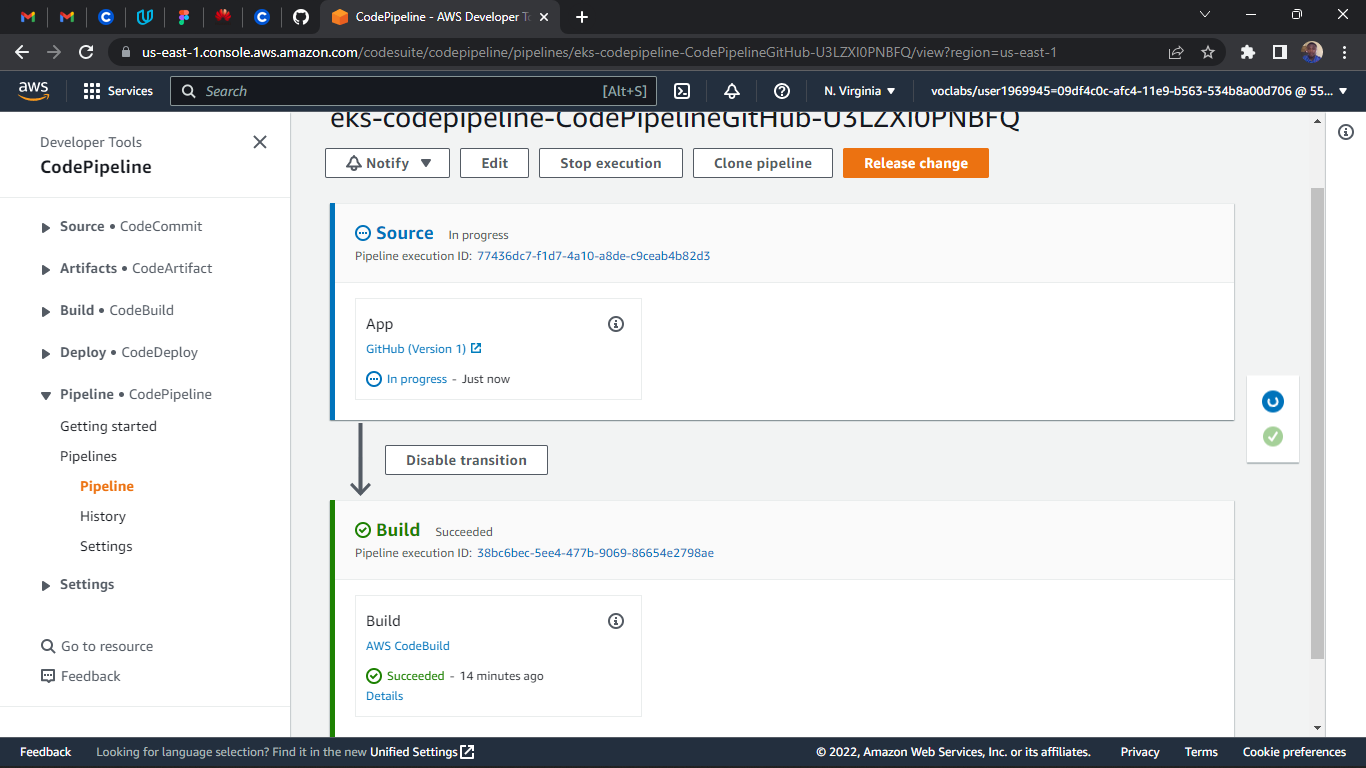 CodePipeline - AWS Developer To
us-east-1.console.aws.amazon.com/codesuite/codepipeline/pipelines/eks-codepipeline-CodePipelineGitHub-U3LZXI0PNBFQ/view?region=us-east-1
aws
Services
Search
[Alt+S]
N. Virginia
voclabs/user1969945=09df4c0c-afc4-11e9-b563-534b8a00d706 @ 55...
Developer Tools
CodePipeline
Source • CodeCommit
Artifacts • CodeArtifact
Build • CodeBuild
Deploy • CodeDeploy
Pipeline • CodePipeline
Getting started
Pipelines
Pipeline
History
Settings
Settings
Go to resource
Feedback
eks-codepipeline-CodePipelineGitHub-U3LZXI0PNBFQ
Notify
Edit
Stop execution
Clone pipeline
Release change
Source In progress
Pipeline execution ID: 77436dc7-f1d7-4a10-a8de-c9ceab4b82d3
App
GitHub (Version 1)
In progress - Just now
Disable transition
Build Succeeded
Pipeline execution ID: 38bc6bec-5ee4-477b-9069-86654e2798ae
Build
AWS CodeBuild
Succeeded - 14 minutes ago
Details
Feedback
Looking for language selection? Find it in the new Unified Settings
© 2022, Amazon Web Services, Inc. or its affiliates.
Privacy
Terms
Cookie preferences